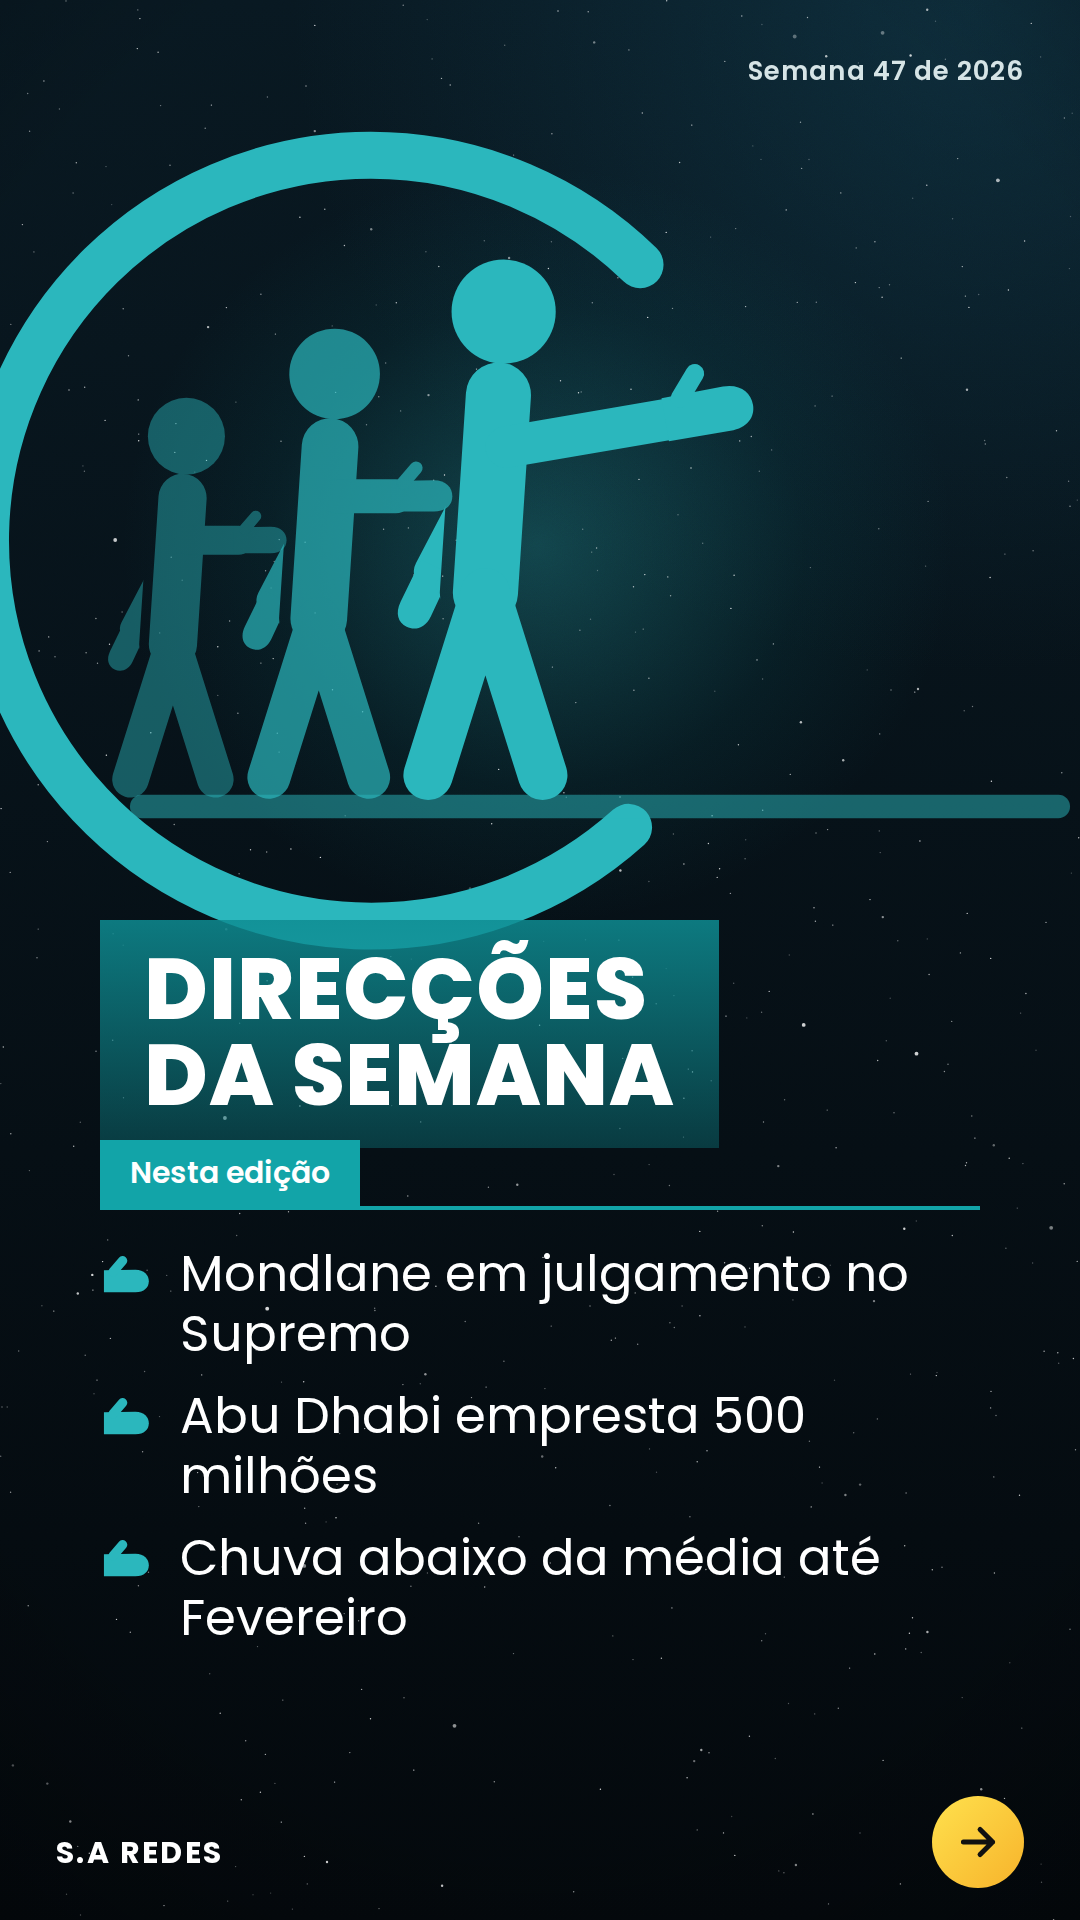 Semana 47 de 2026
DIRECÇÕES
DA SEMANA
Nesta edição
Mondlane em julgamento no
Supremo
Abu Dhabi empresta 500
milhões
Chuva abaixo da média até
Fevereiro
S.A REDES